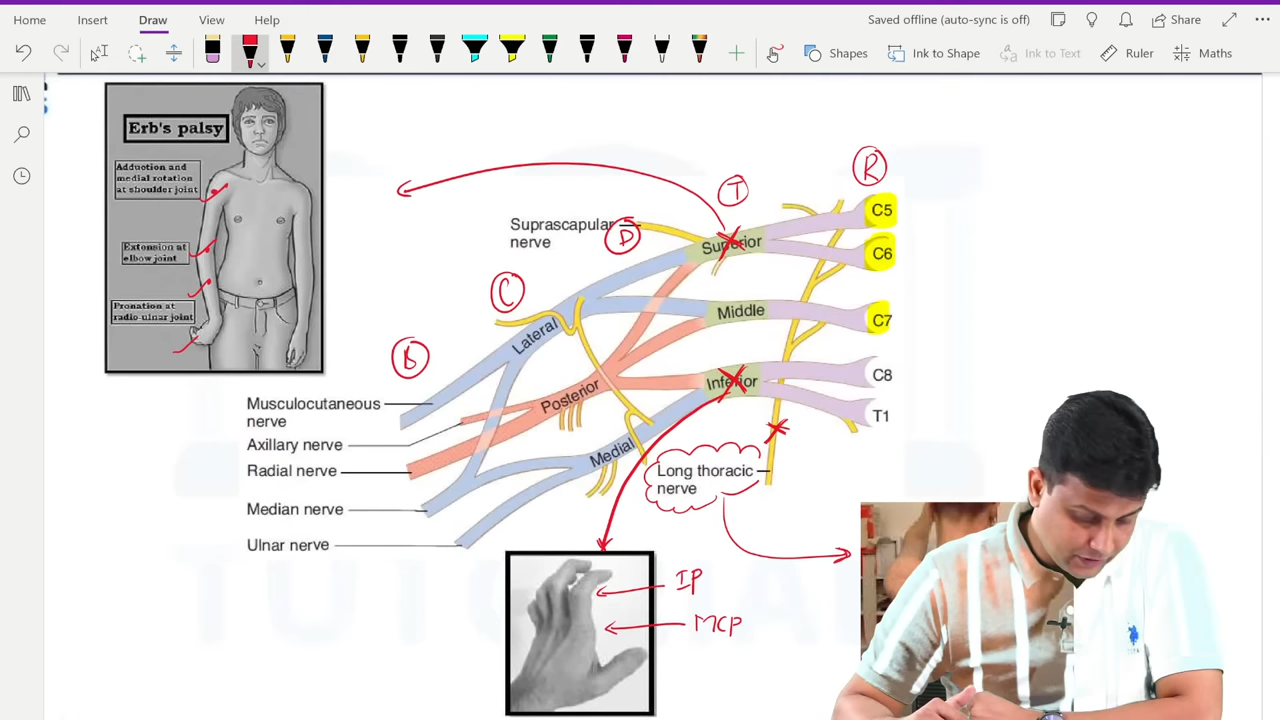 Home
Insert
Draw
View
Help
Saved offline (auto-sync is off)
Share
Shapes
Ink to Shape
Ink to Text
Ruler
Maths
Erb's palsy
Adduction and
medial rotation
at shoulder joint
Extension at
elbow joint
Pronation at
radio-ulnar joint
R
T
D
C
B
Suprascapular
nerve
Superior
Middle
Inferior
C5
C6
C7
C8
T1
Lateral
Posterior
Medial
Musculocutaneous
nerve
Axillary nerve
Radial nerve
Median nerve
Ulnar nerve
Long thoracic
nerve
IP
MCP